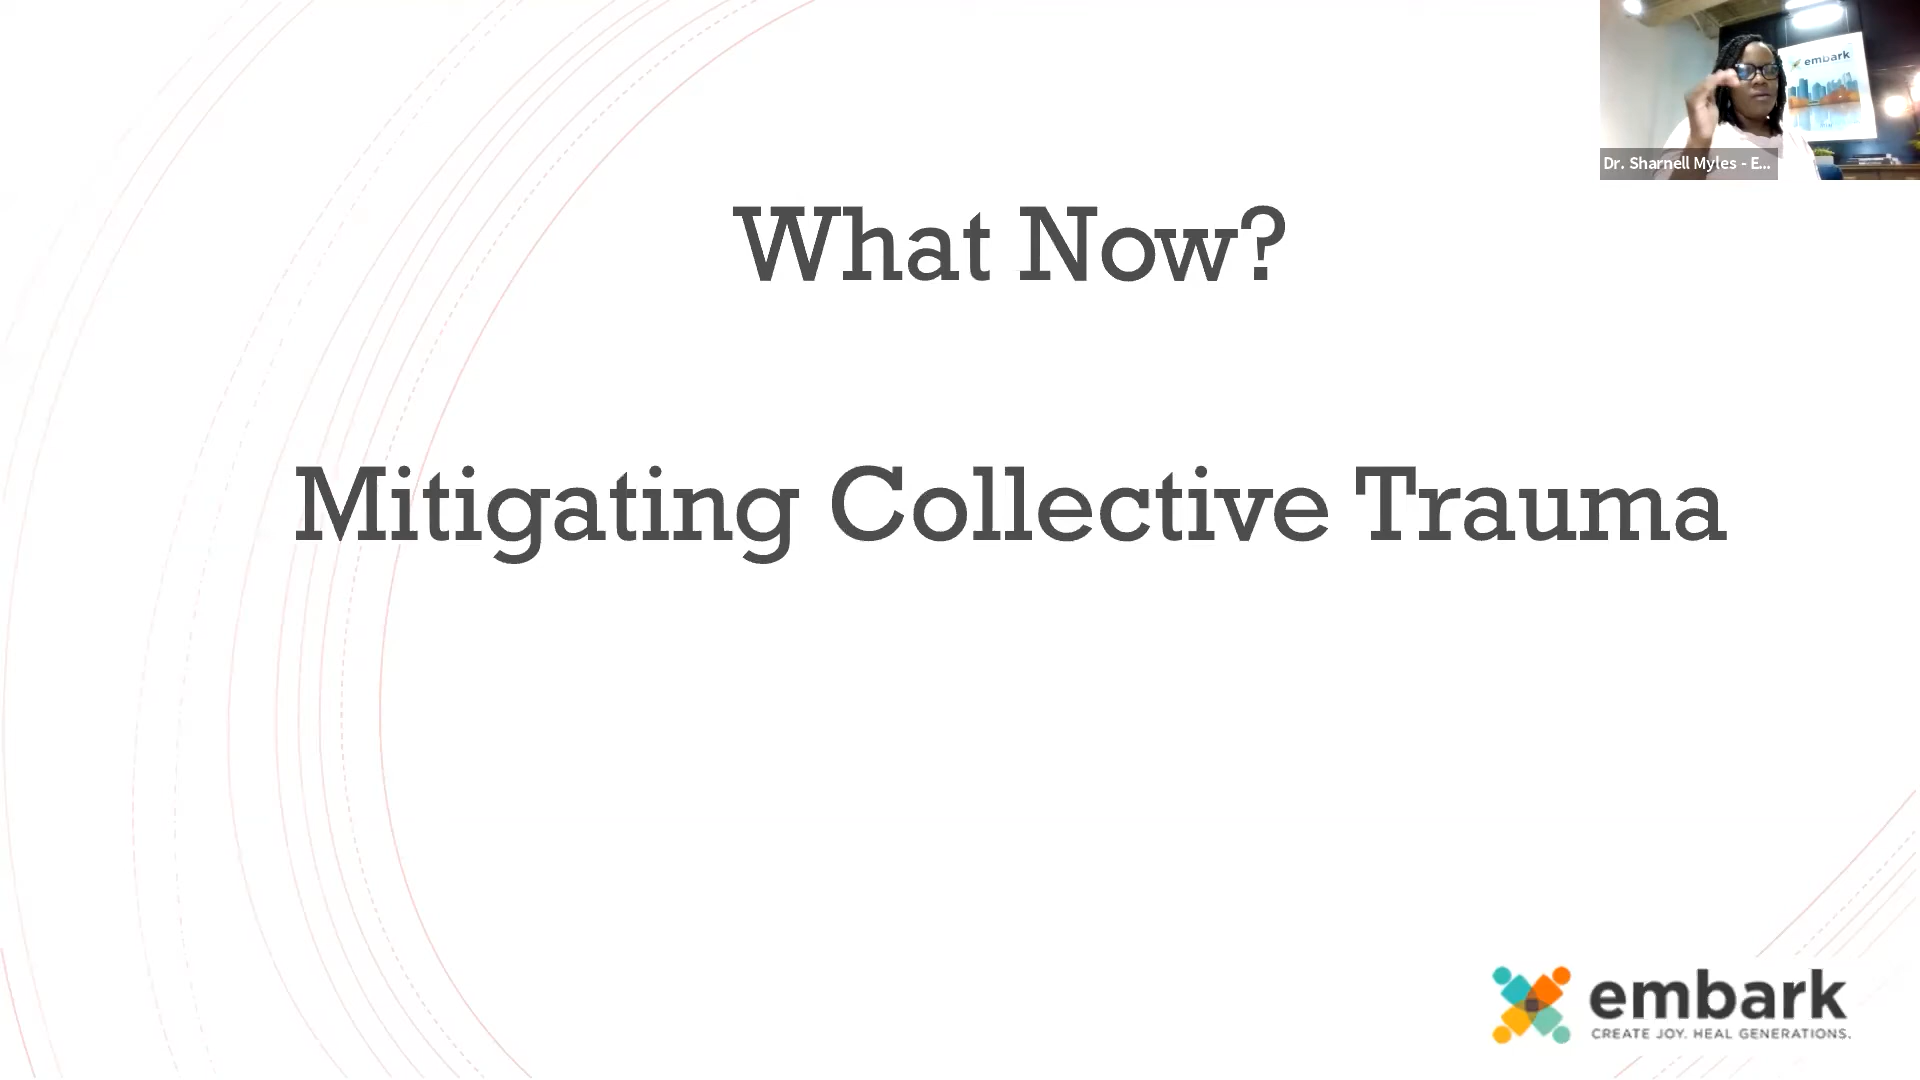 embark
Dr. Sharnell Myles - E...
What Now?
Mitigating Collective Trauma
embark
CREATE JOY. HEAL GENERATIONS.